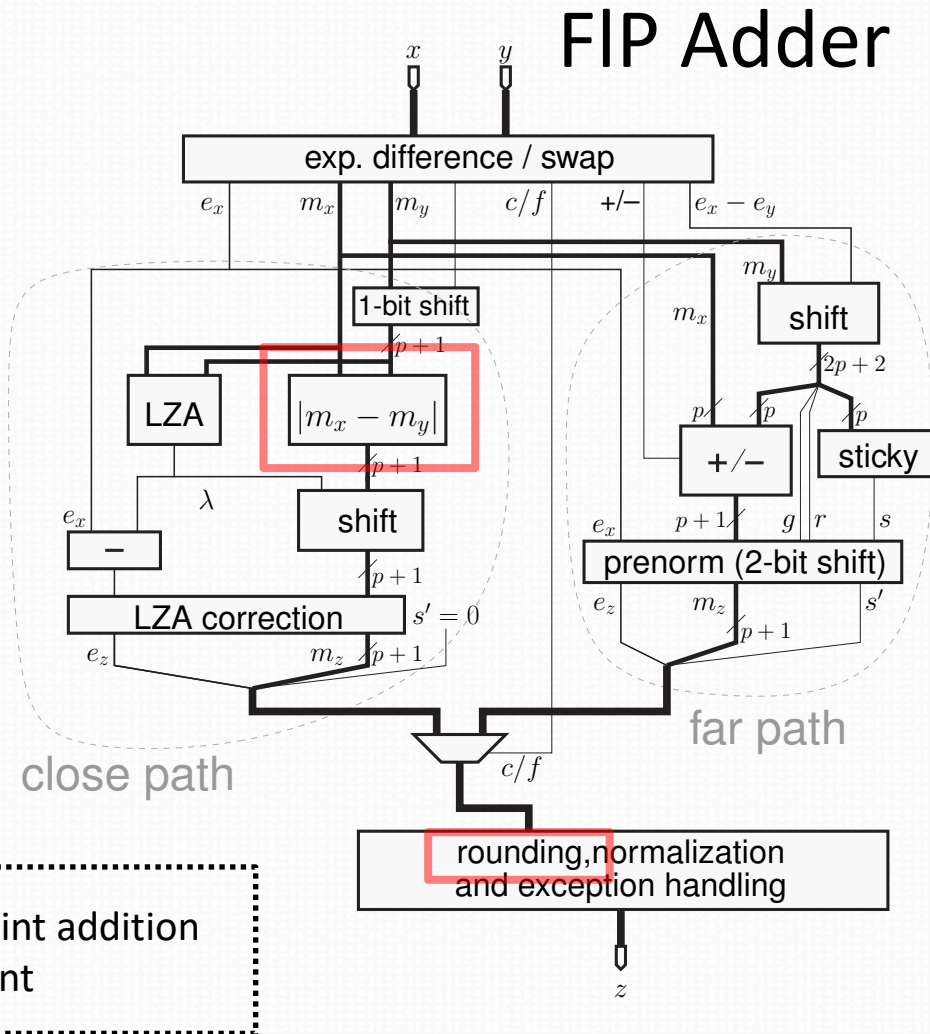 FlP Adder
x y
exp. difference / swap
e_x m_x m_y c/f +/− e_x − e_y
m_y
1-bit shift
m_x
shift
p + 1
2p + 2
LZA
|m_x − m_y|
p p p
+/−
sticky
p + 1
λ
shift
e_x
e_x p + 1 g r s
−
prenorm (2-bit shift)
p + 1
e_z m_z s′
LZA correction
s′ = 0
p + 1
e_z m_z p + 1
far path
close path
c/f
rounding,normalization
and exception handling
int addition
nt
z